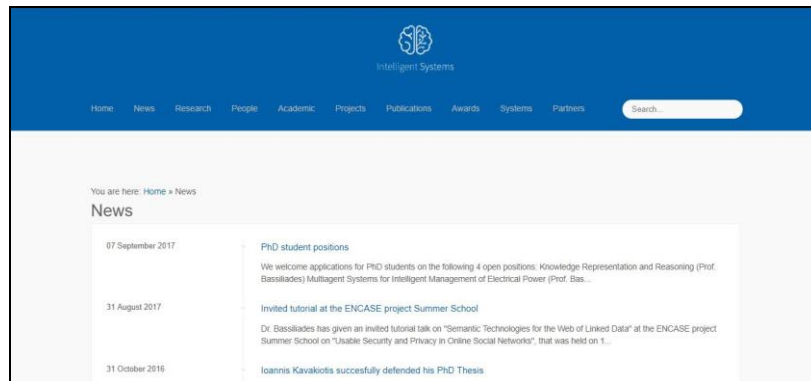 Intelligent Systems
Home News Research People Academic Projects Publications Awards Systems Partners Search...
You are here: Home » News
News
07 September 2017 PhD student positions
We welcome applications for PhD students on the following 4 open positions: Knowledge Representation and Reasoning (Prof.
Bassiliades) Multiagent Systems for Intelligent Management of Electrical Power (Prof. Bas...
31 August 2017 Invited tutorial at the ENCASE project Summer School
Dr. Bassiliades has given an invited tutorial talk on "Semantic Technologies for the Web of Linked Data" at the ENCASE project
Summer School on "Usable Security and Privacy in Online Social Networks", that was held on 1...
31 October 2016 Ioannis Kavakiotis succesfully defended his PhD Thesis